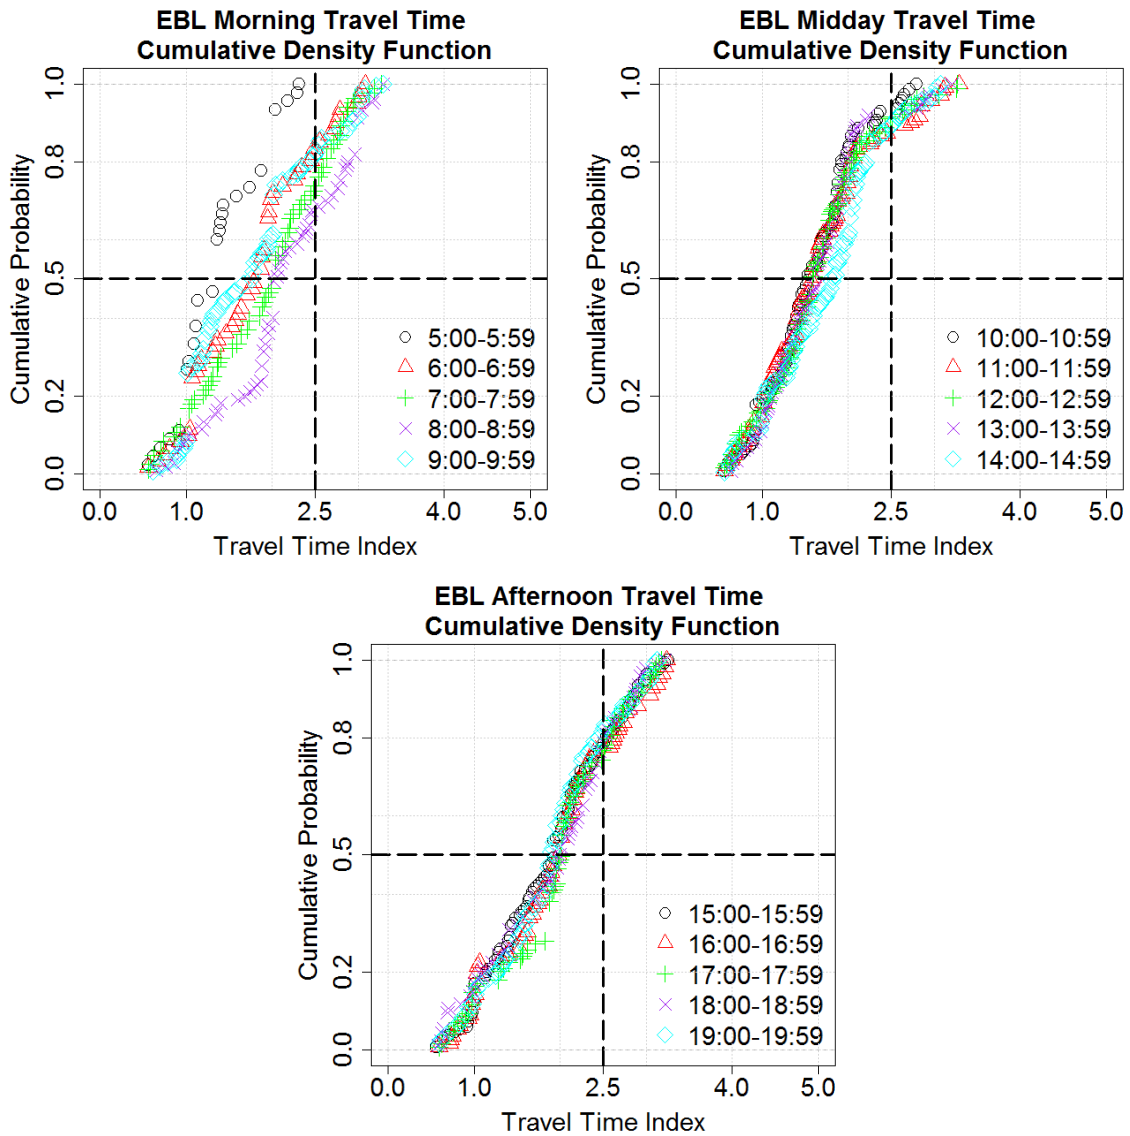 EBL Morning Travel Time
Cumulative Density Function
Cumulative Probability
1.0
0.8
0.5
0.2
0.0
5:00-5:59
6:00-6:59
7:00-7:59
8:00-8:59
9:00-9:59
0.0 1.0 2.5 4.0 5.0
Travel Time Index
EBL Midday Travel Time
Cumulative Density Function
Cumulative Probability
1.0
0.8
0.5
0.2
0.0
10:00-10:59
11:00-11:59
12:00-12:59
13:00-13:59
14:00-14:59
0.0 1.0 2.5 4.0 5.0
Travel Time Index
EBL Afternoon Travel Time
Cumulative Density Function
Cumulative Probability
1.0
0.8
0.5
0.2
0.0
15:00-15:59
16:00-16:59
17:00-17:59
18:00-18:59
19:00-19:59
0.0 1.0 2.5 4.0 5.0
Travel Time Index